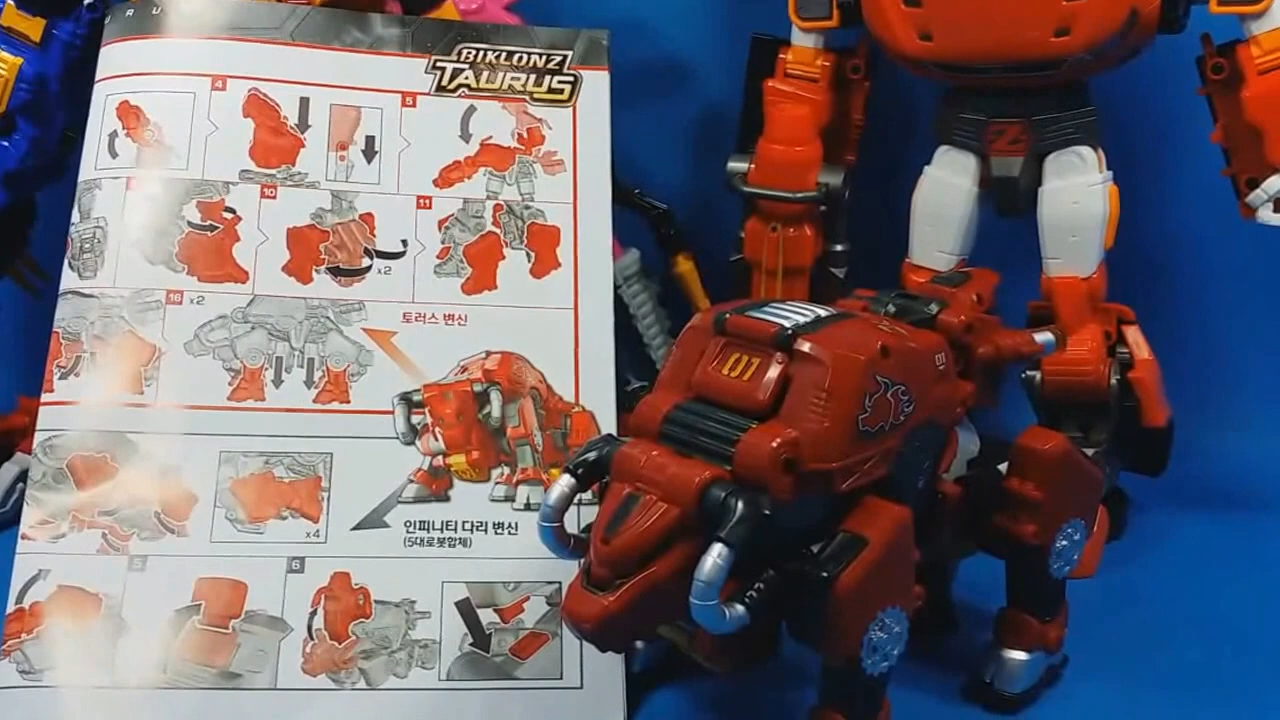 BIKLONZ
TAURUS
4
5
10
x2
11
16 x2
토러스 변신
x4
인피니티 다리 변신
(5대로봇합체)
5
6
01
01
Z